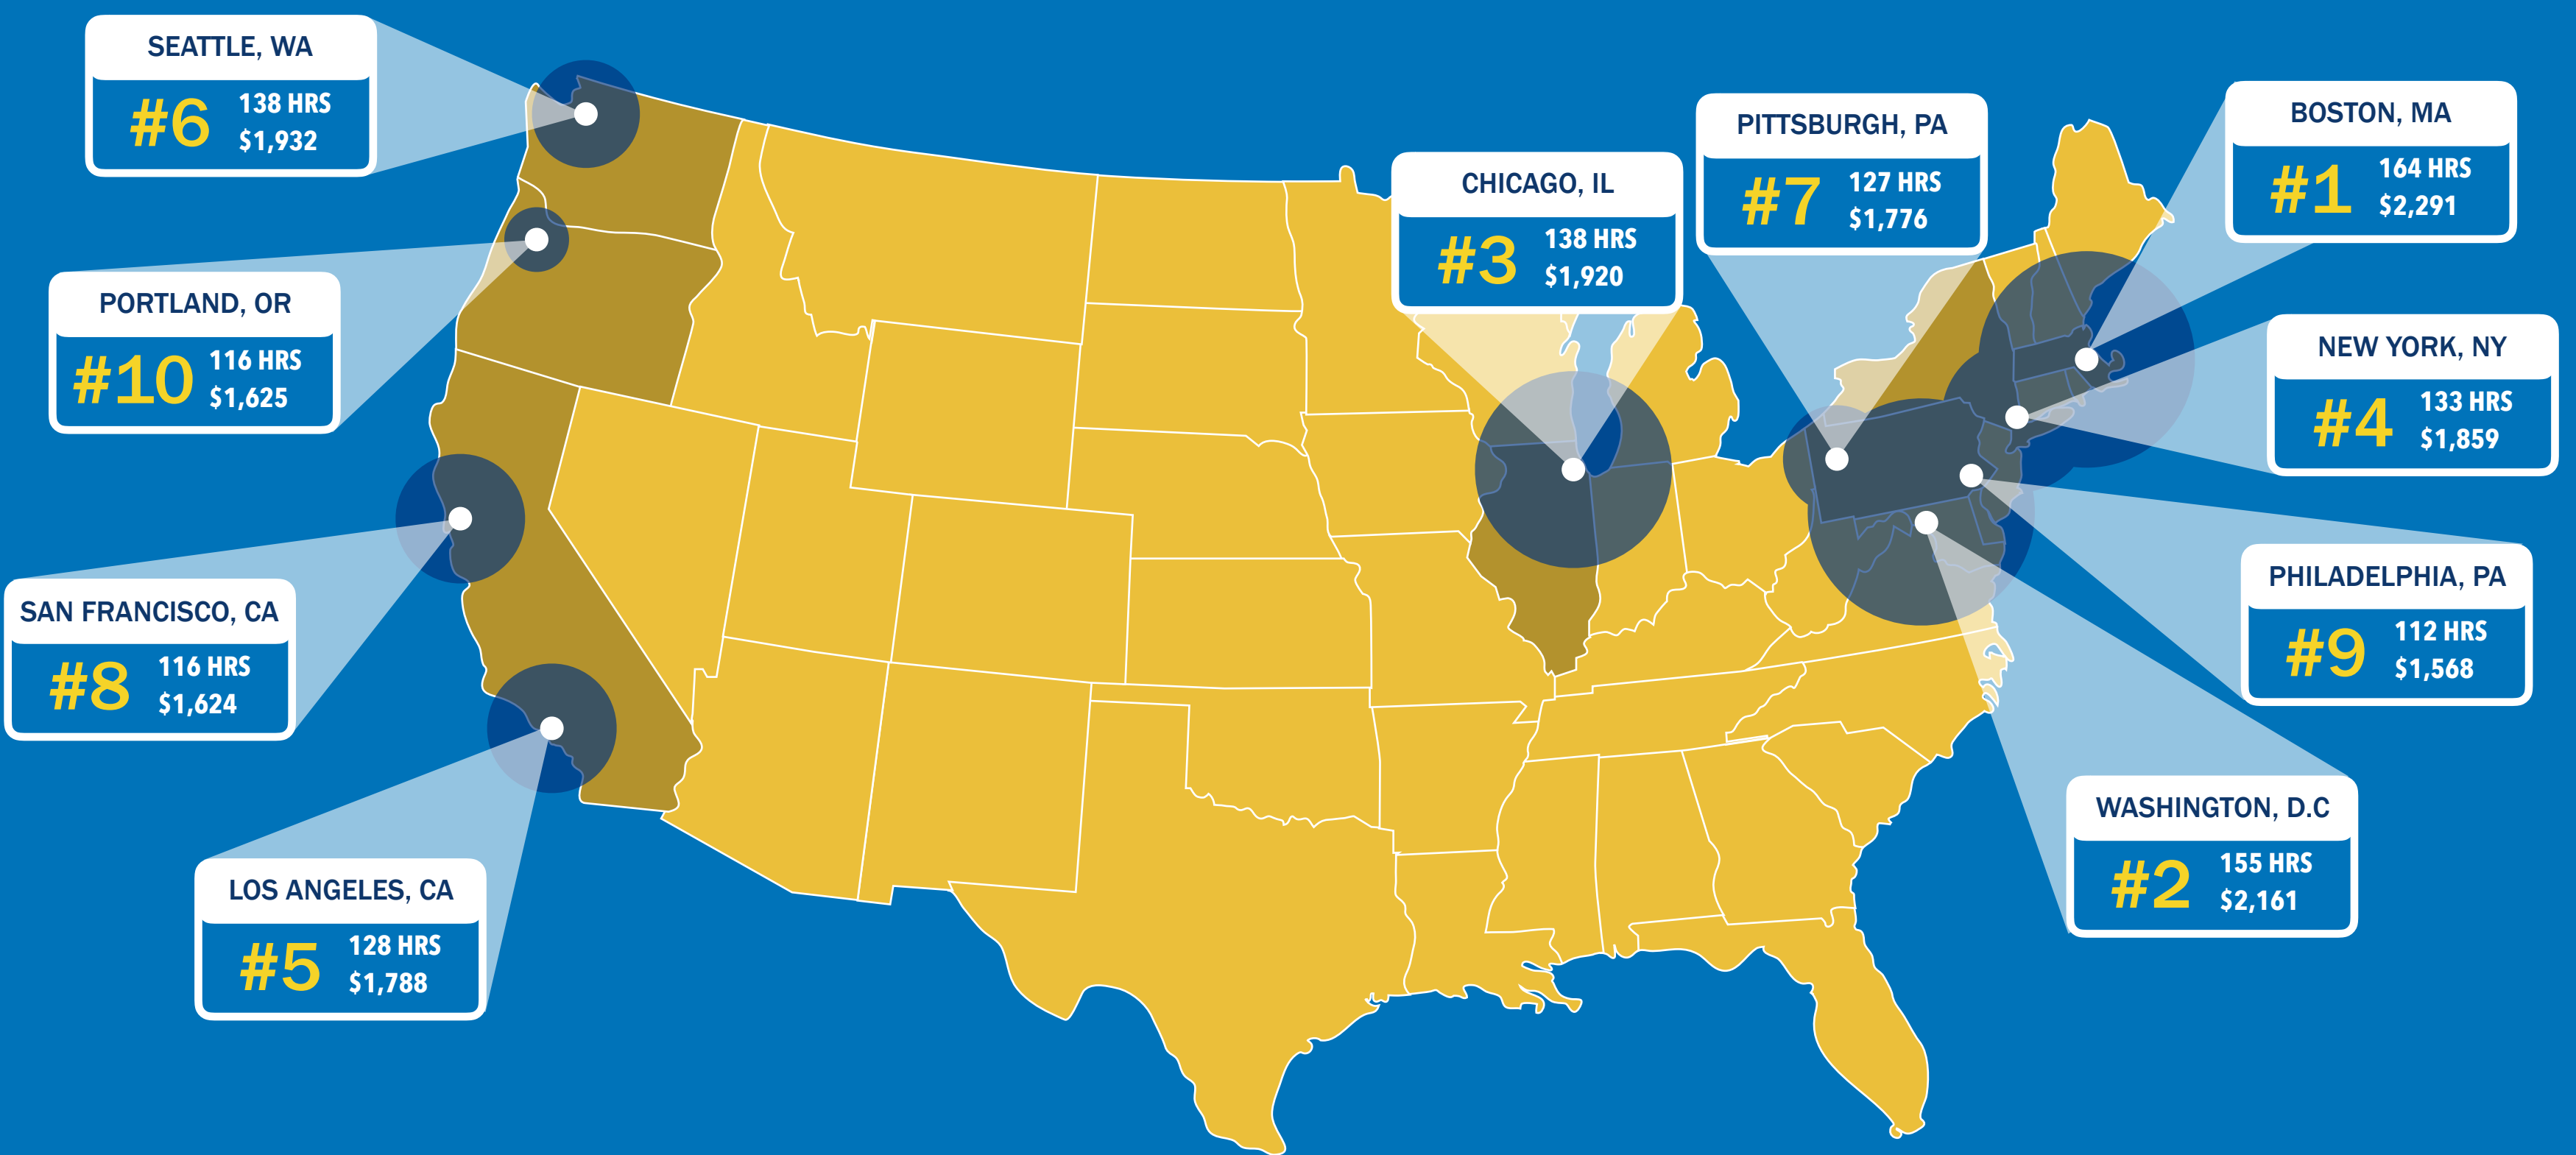 SEATTLE, WA
#6
138 HRS
$1,932
PORTLAND, OR
#10
116 HRS
$1,625
SAN FRANCISCO, CA
#8
116 HRS
$1,624
LOS ANGELES, CA
#5
128 HRS
$1,788
CHICAGO, IL
#3
138 HRS
$1,920
PITTSBURGH, PA
#7
127 HRS
$1,776
BOSTON, MA
#1
164 HRS
$2,291
NEW YORK, NY
#4
133 HRS
$1,859
PHILADELPHIA, PA
#9
112 HRS
$1,568
WASHINGTON, D.C
#2
155 HRS
$2,161